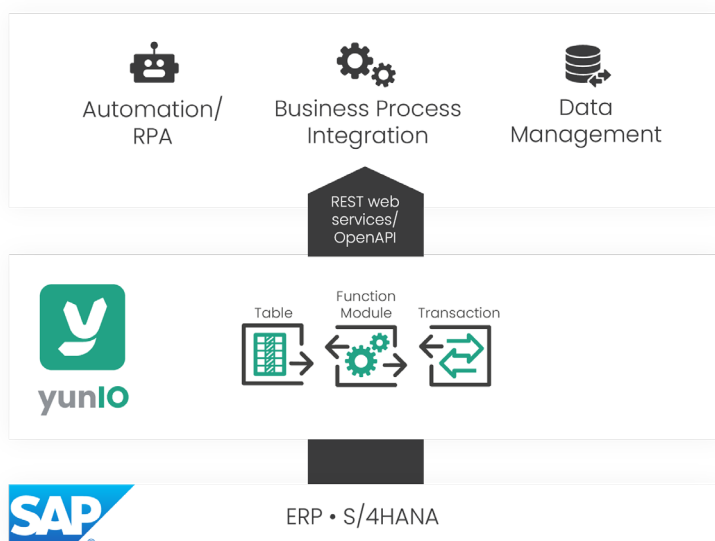 Automation/
RPA
Business Process
Integration
Data
Management
REST web
services/
OpenAPI
Table
Function
Module
Transaction
yunIO
SAP
®
ERP • S/4HANA